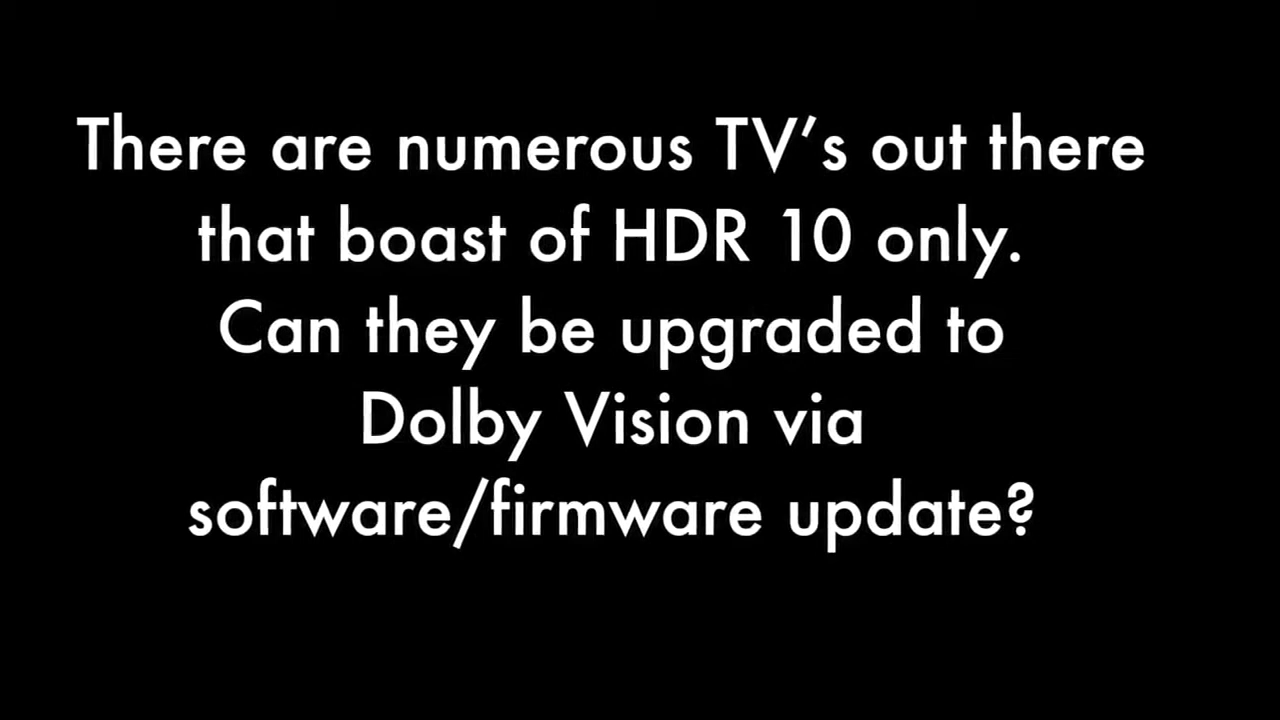 There are numerous TV’s out there
that boast of HDR 10 only.
Can they be upgraded to
Dolby Vision via
software/firmware update?